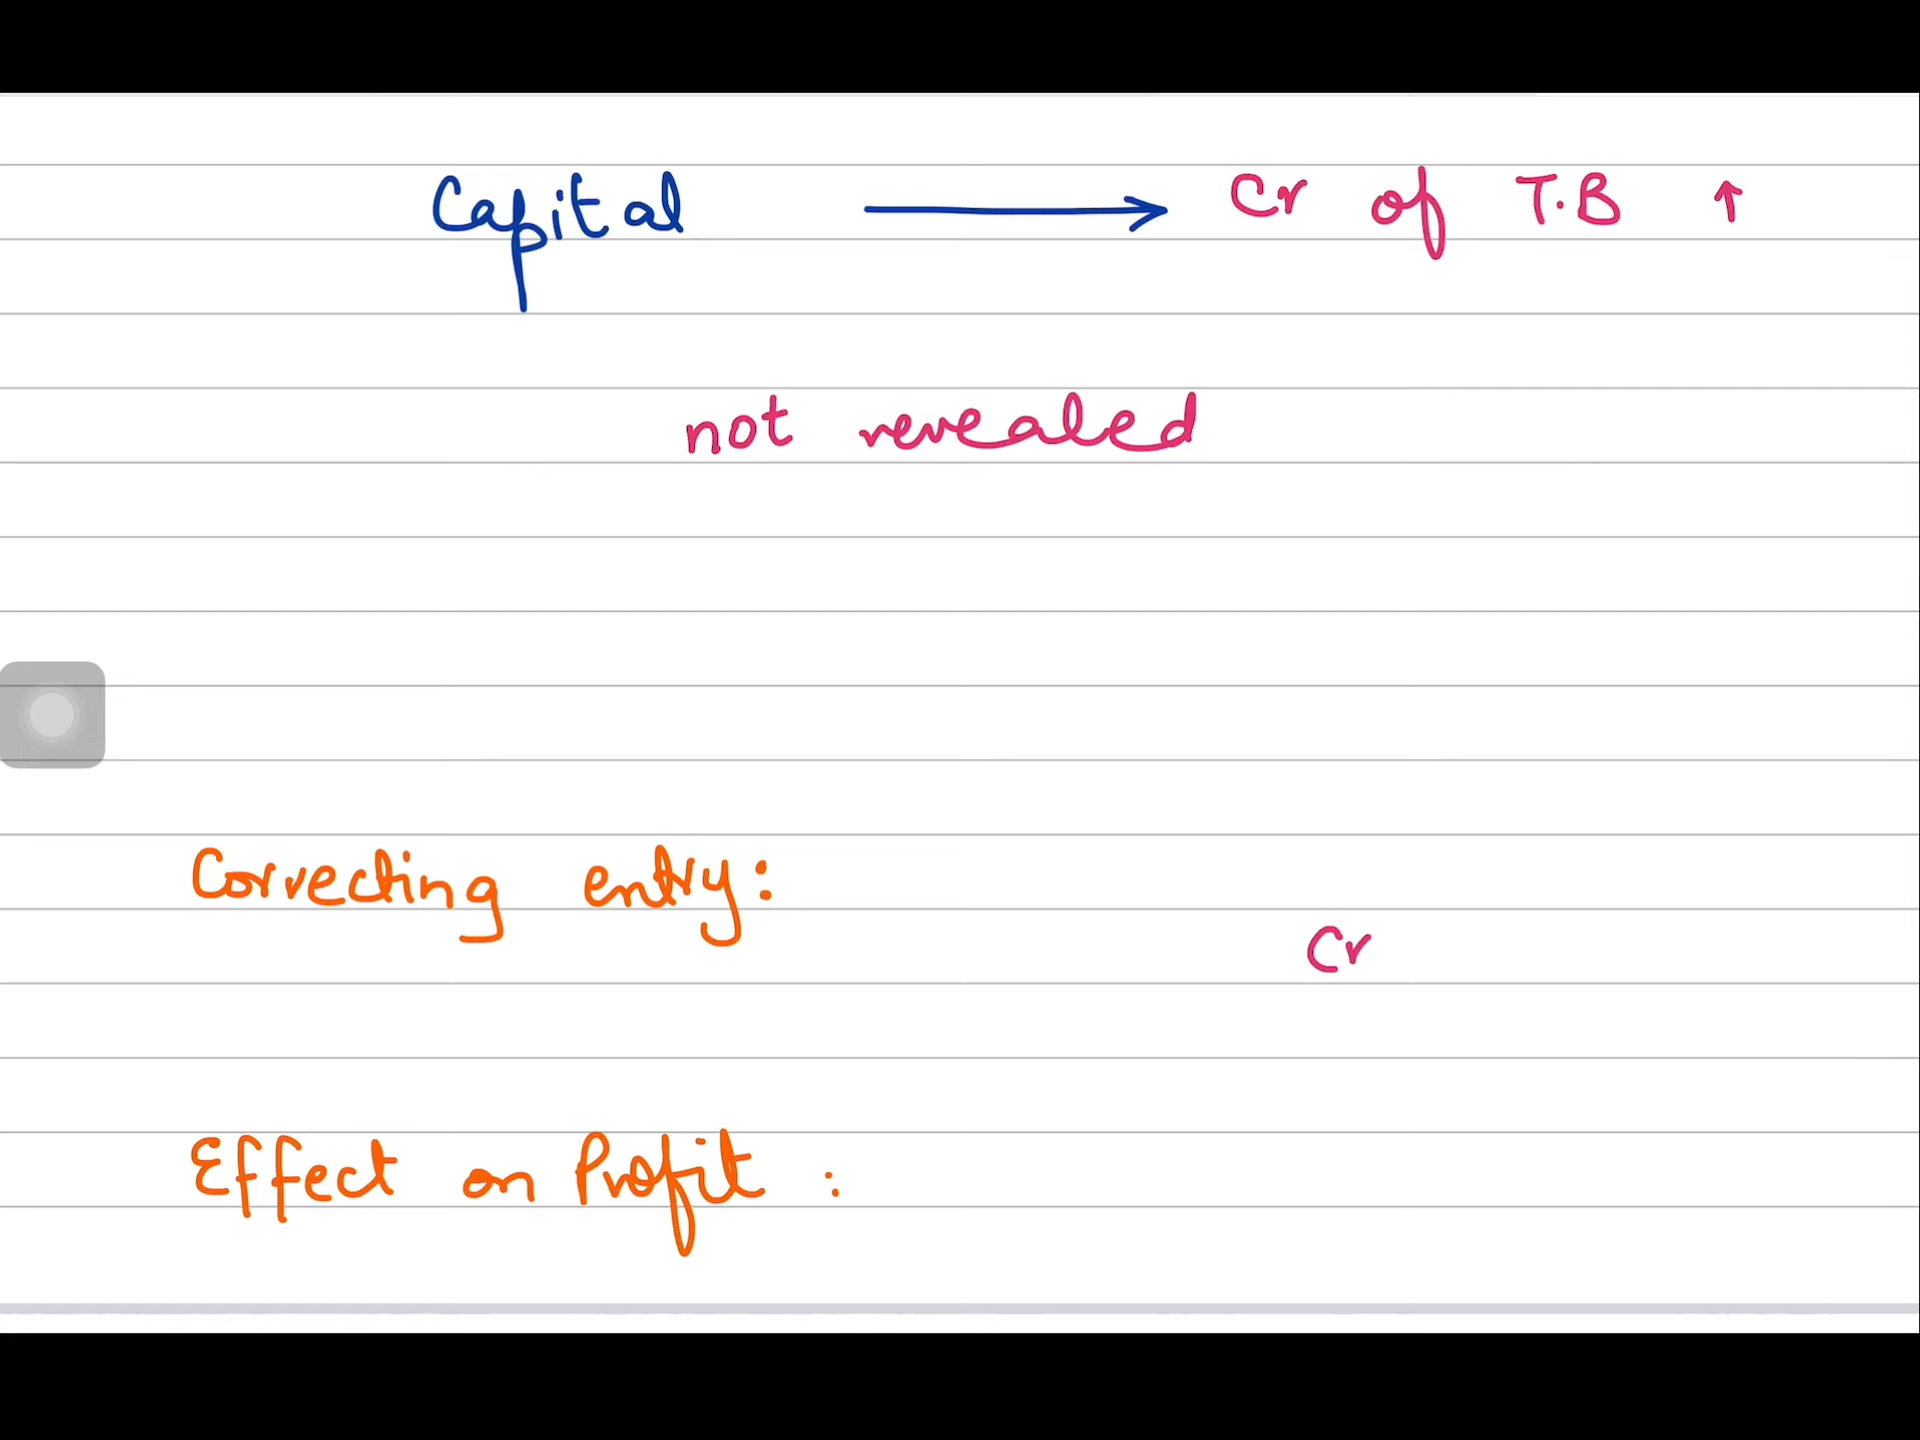 Capital → Cr of T.B ↑
not revealed
Correcting entry:
Cr
Effect on Profit :